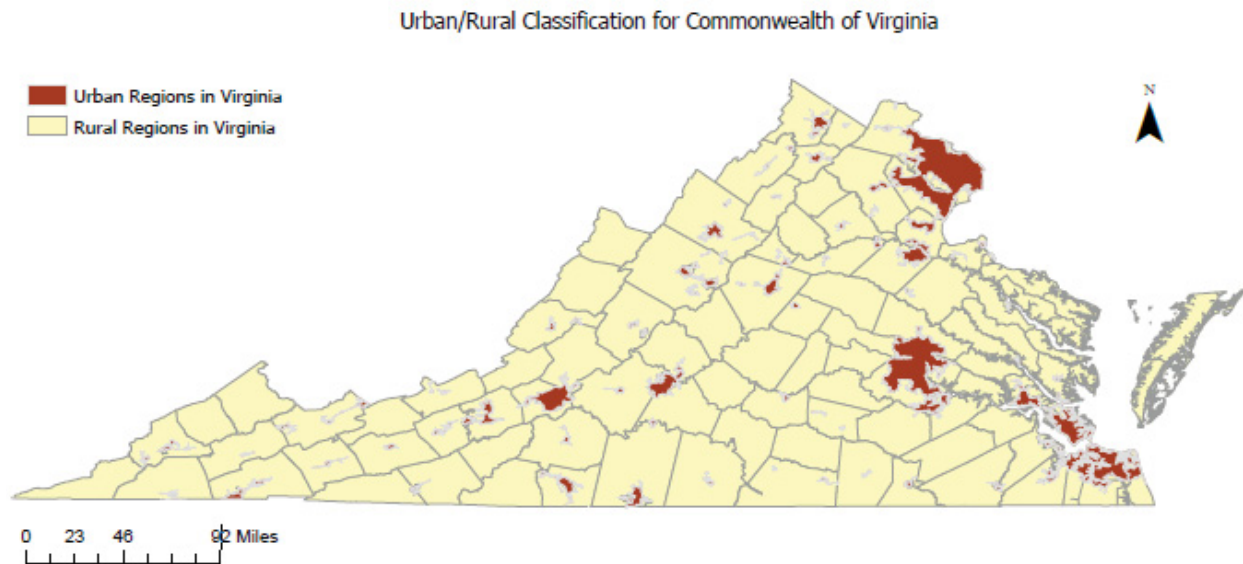 Urban/Rural Classification for Commonwealth of Virginia
Urban Regions in Virginia
Rural Regions in Virginia
N
0 23 46 92 Miles